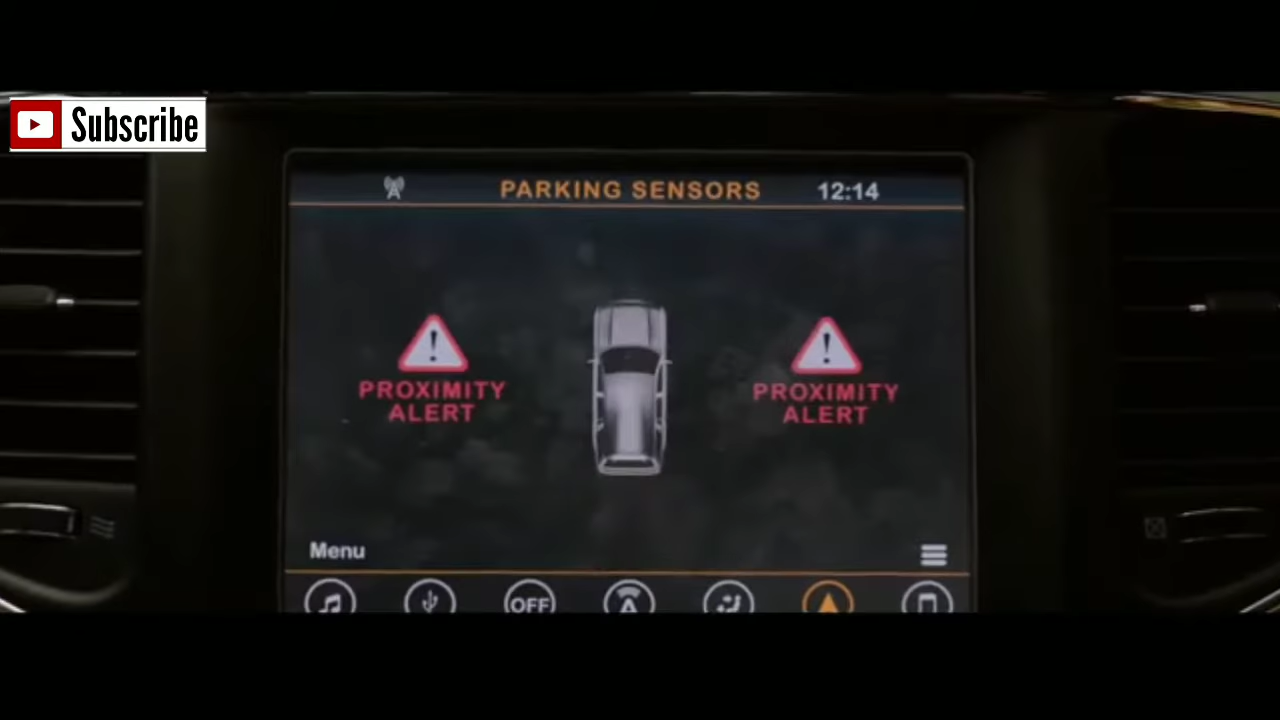 Subscribe
PARKING SENSORS 12:14
PROXIMITY
ALERT
PROXIMITY
ALERT
Menu
OFF